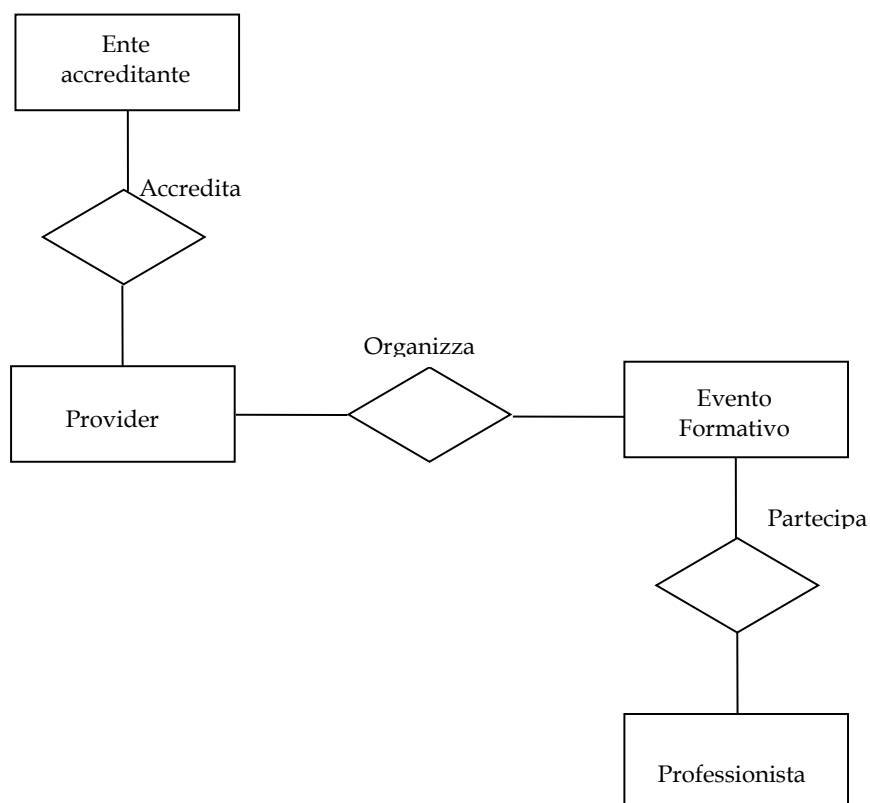 Ente
accreditante
Accredita
Organizza
Provider
Evento
Formativo
Partecipa
Professionista